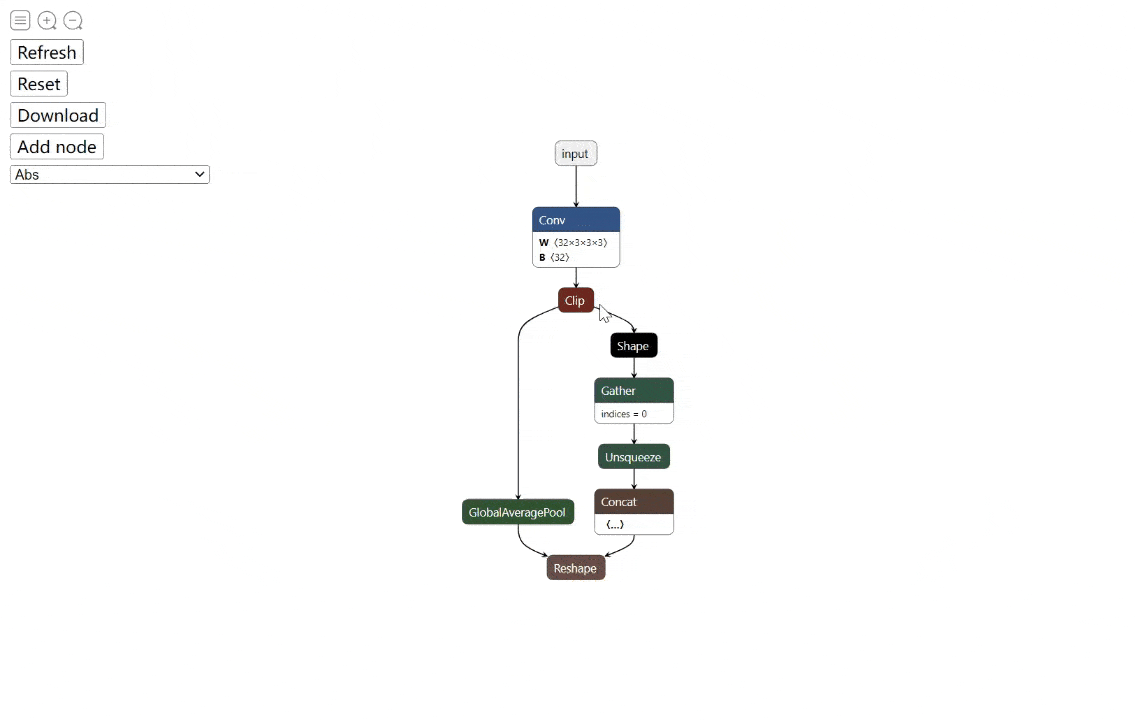 Refresh
Reset
Download
Add node
Abs
input
Conv
W ⟨32×3×3×3⟩
B ⟨32⟩
Clip
Shape
Gather
indices = 0
Unsqueeze
Concat
⟨...⟩
GlobalAveragePool
Reshape